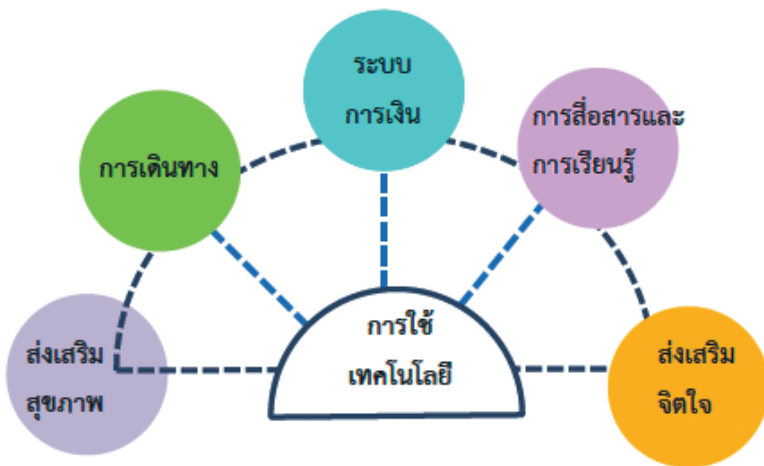 ระบบ
การเงิน
การสื่อสารและ
การเรียนรู้
การเดินทาง
การใช้
เทคโนโลยี
ส่งเสริม
สุขภาพ
ส่งเสริม
จิตใจ